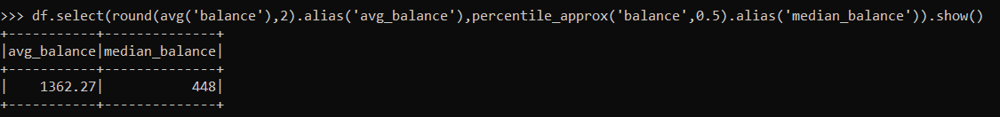 >>> df.select(round(avg('balance'),2).alias('avg_balance'),percentile_approx('balance',0.5).alias('median_balance')).show()
+-----------+--------------+
|avg_balance|median_balance|
+-----------+--------------+
|    1362.27|           448|
+-----------+--------------+